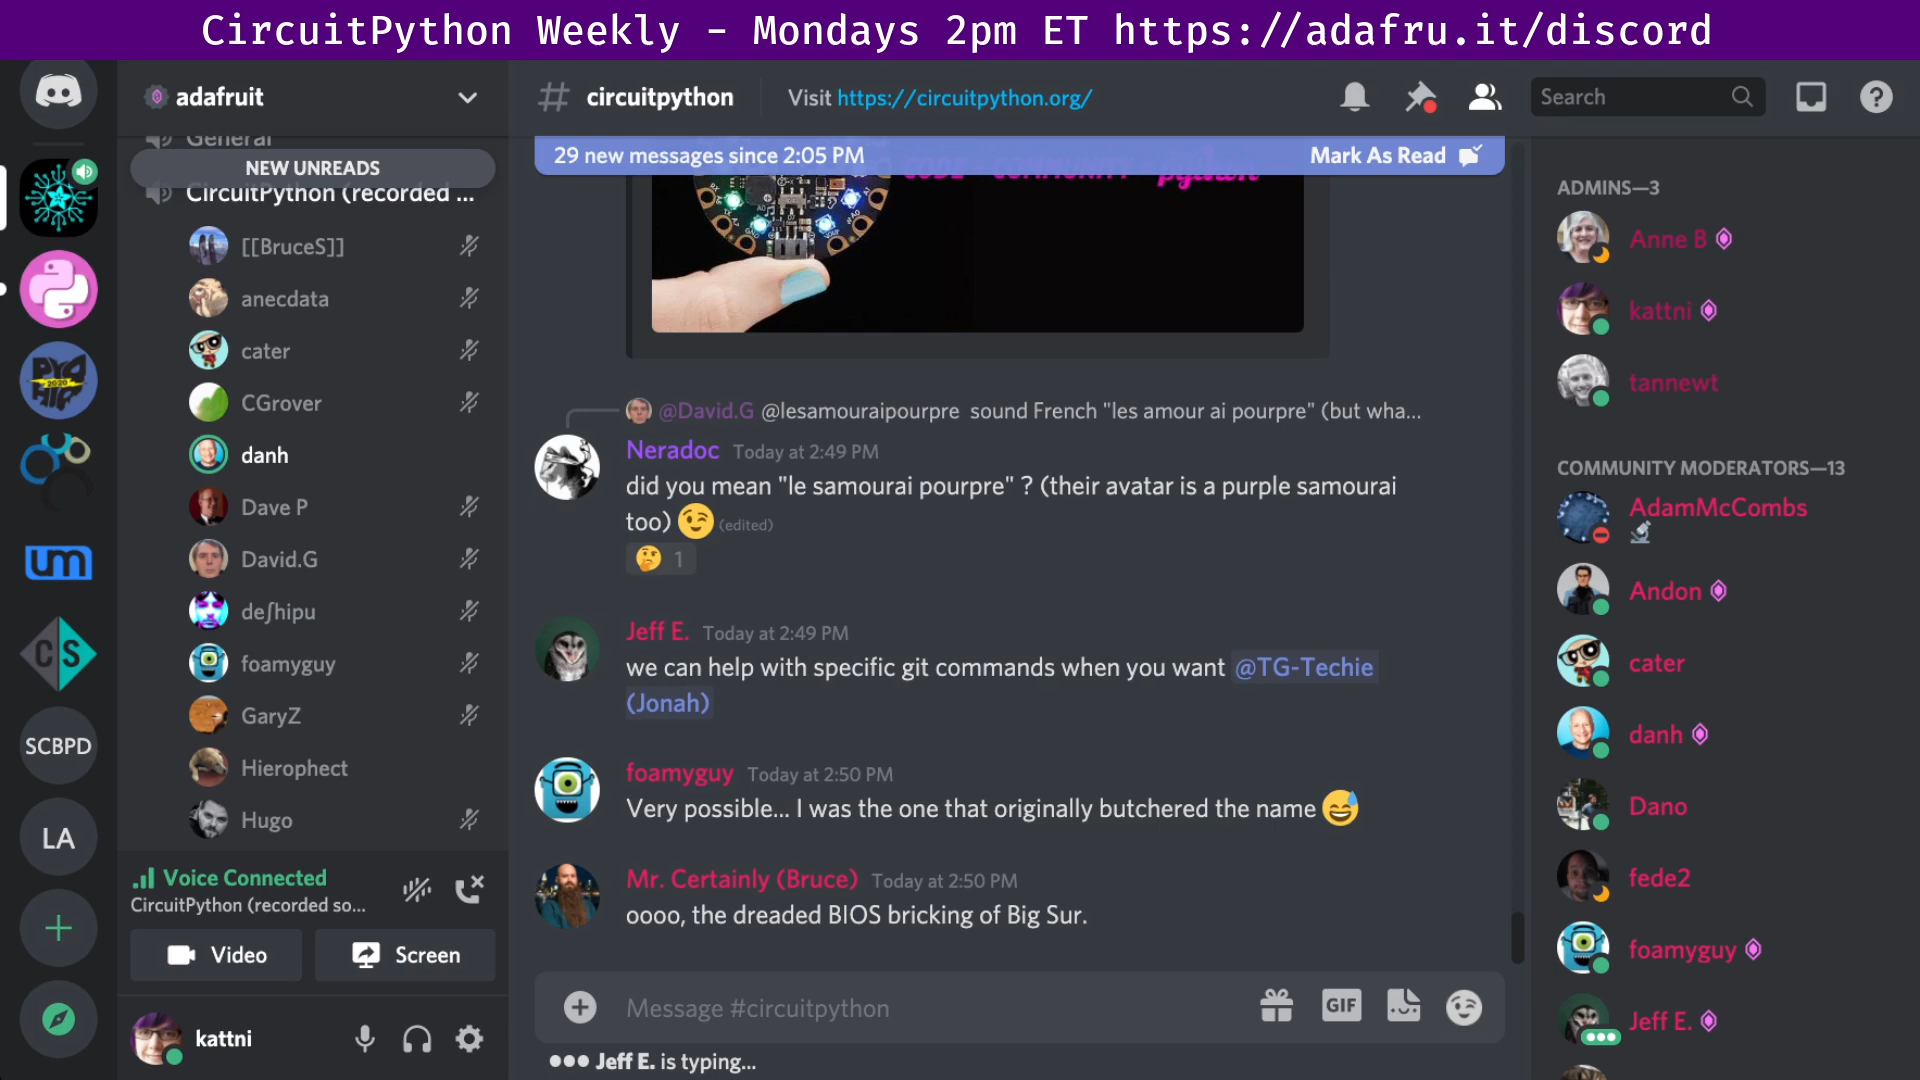 CircuitPython Weekly - Mondays 2pm ET https://adafru.it/discord
adafruit
General
NEW UNREADS
CircuitPython (recorded ...
[[BruceS]]
anecdata
cater
CGrover
danh
Dave P
David.G
deʃhipu
foamyguy
GaryZ
Hierophect
Hugo
SCBPD
LA
CS
um
PYOHIO
2020
Voice Connected
CircuitPython (recorded so...
Video
Screen
kattni
circuitpython
Visit https://circuitpython.org/
29 new messages since 2:05 PM
Mark As Read
CODE + COMMUNITY = python
@David.G @lesamouraipourpre sound French "les amour ai pourpre" (but wha...
Neradoc Today at 2:49 PM
did you mean "le samourai pourpre" ? (their avatar is a purple samourai
too) 😉 (edited)
🤔 1
Jeff E. Today at 2:49 PM
we can help with specific git commands when you want @TG-Techie
(Jonah)
foamyguy Today at 2:50 PM
Very possible... I was the one that originally butchered the name 😅
Mr. Certainly (Bruce) Today at 2:50 PM
oooo, the dreaded BIOS bricking of Big Sur.
Message #circuitpython
GIF
Jeff E. is typing...
Search
ADMINS—3
Anne B
kattni
tannewt
COMMUNITY MODERATORS—13
AdamMcCombs
🔬
Andon
cater
danh
Dano
fede2
foamyguy
Jeff E.